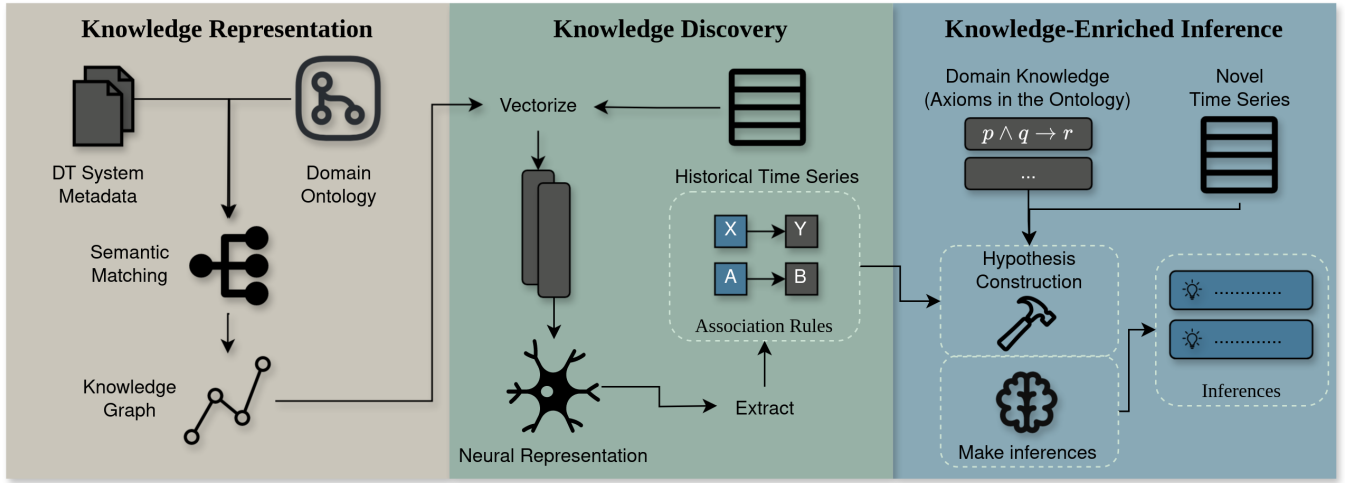 Knowledge Representation
DT System
Metadata
Domain
Ontology
Semantic
Matching
Knowledge
Graph
Knowledge Discovery
Vectorize
Historical Time Series
X
Y
A
B
Association Rules
Extract
Neural Representation
Knowledge-Enriched Inference
Domain Knowledge
(Axioms in the Ontology)
p ∧ q → r
...
Novel
Time Series
Hypothesis
Construction
Make inferences
.............
.............
Inferences